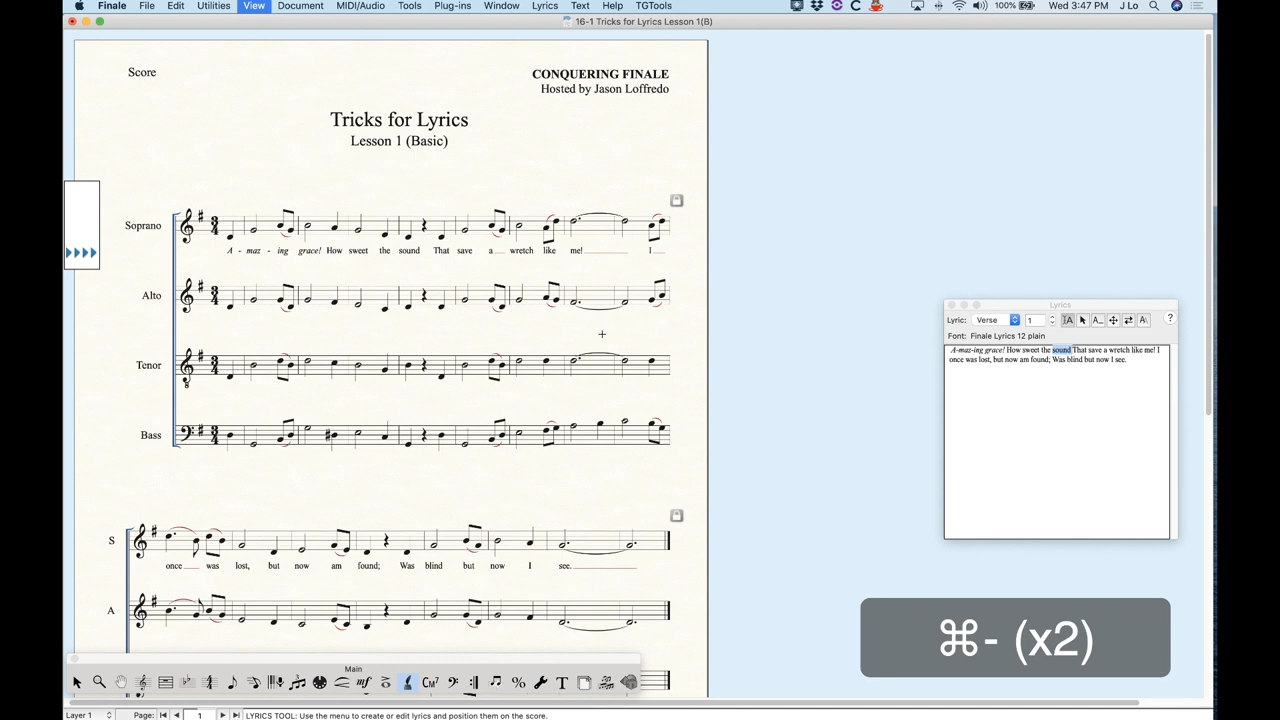 Finale File Edit Utilities View Document MIDI/Audio Tools Plug-ins Window Lyrics Text Help TGTools 100% Wed 3:47 PM J Lo
16-1 Tricks for Lyrics Lesson 1(B)
Score
CONQUERING FINALE
Hosted by Jason Loffredo
Tricks for Lyrics
Lesson 1 (Basic)
Soprano
A - maz - ing grace! How sweet the sound That save a wretch like me! I
Alto
Tenor
Bass
Lyrics
Lyric: Verse 1 ?
Font: Finale Lyrics 12 plain
A-maz-ing grace! How sweet the sound That save a wretch like me! I
once was lost, but now am found; Was blind but now I see.
S
once was lost, but now am found; Was blind but now I see.
A
⌘- (x2)
Main
Layer 1 Page: 1 LYRICS TOOL: Use the menu to create or edit lyrics and position them on the score.